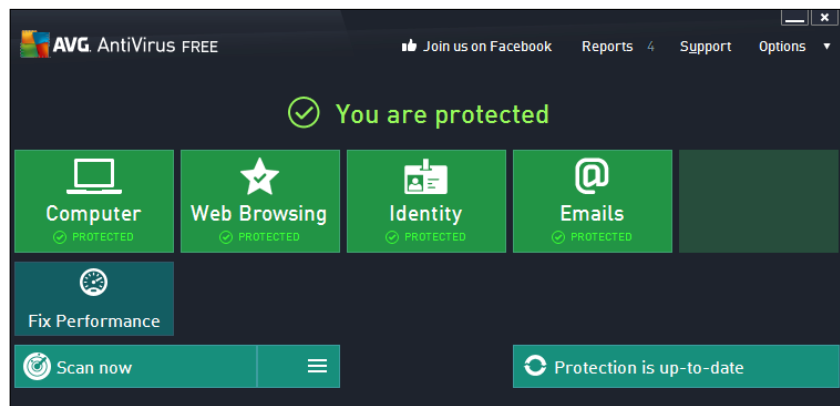 AVG. AntiVirus FREE
Join us on Facebook Reports 4 Support Options
You are protected
Computer
PROTECTED
Web Browsing
PROTECTED
Identity
PROTECTED
Emails
PROTECTED
Fix Performance
Scan now
Protection is up-to-date